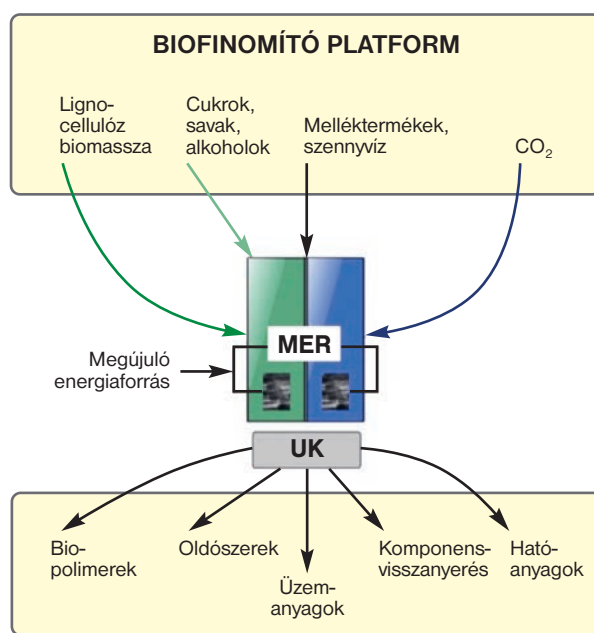 BIOFINOMÍTÓ PLATFORM
Ligno-
cellulóz
biomassza
Cukrok,
savak,
alkoholok
Melléktermékek,
szennyvíz
CO₂
MER
Megújuló
energiaforrás
UK
Bio-
polimerek
Oldószerek
Üzem-
anyagok
Komponens-
visszanyerés
Ható-
anyagok